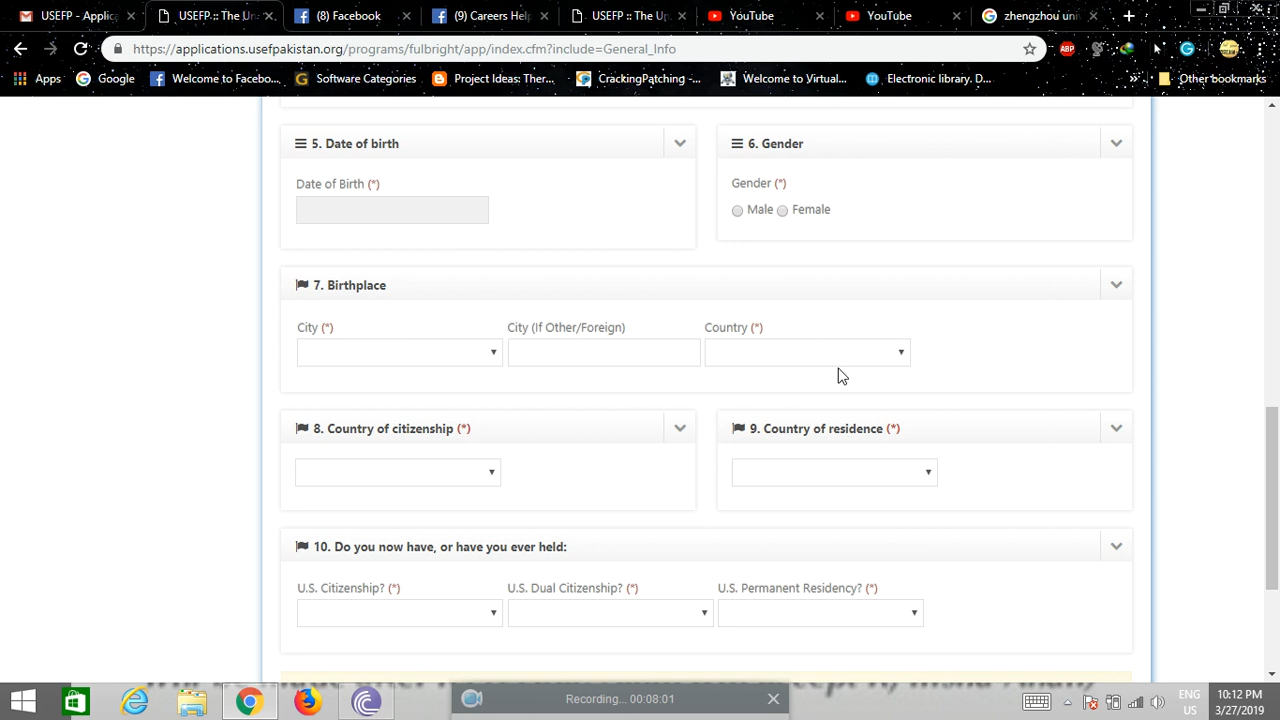 USEFP - Applica
USEFP :: The Un
(8) Facebook
(9) Careers Hel
USEFP :: The Un
YouTube
YouTube
zhengzhou uni
https://applications.usefpakistan.org/programs/fulbright/app/index.cfm?include=General_Info
ABP
Apps
Google
Welcome to Facebo...
Software Categories
Project Ideas: Ther...
CrackingPatching -...
Welcome to Virtual...
Electronic library. D...
Other bookmarks
5. Date of birth
6. Gender
Date of Birth (*)
Gender (*)
Male Female
7. Birthplace
City (*)
City (If Other/Foreign)
Country (*)
8. Country of citizenship (*)
9. Country of residence (*)
10. Do you now have, or have you ever held:
U.S. Citizenship? (*)
U.S. Dual Citizenship? (*)
U.S. Permanent Residency? (*)
Recording... 00:08:01
ENG
US
10:12 PM
3/27/2019